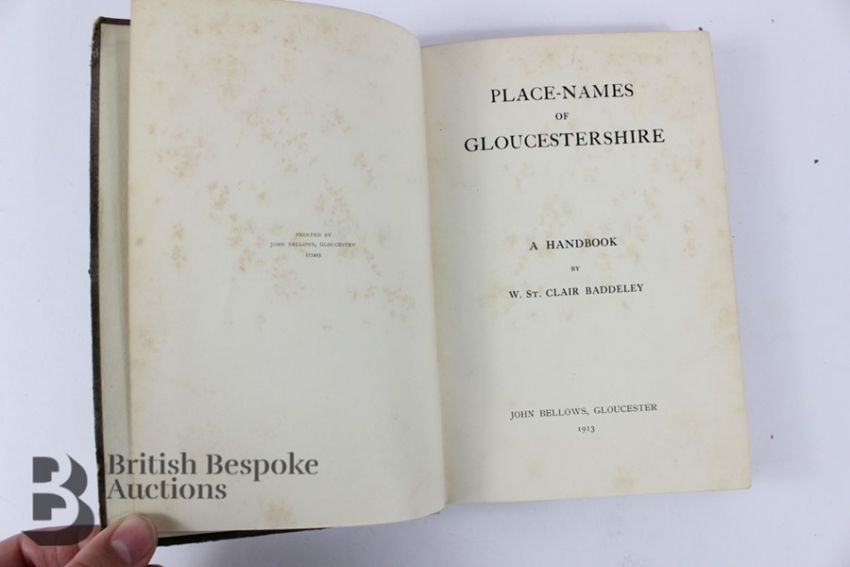 PRINTED BY
JOHN BELLOWS, GLOUCESTER
PLACE-NAMES
OF
GLOUCESTERSHIRE
A HANDBOOK
BY
W. ST. CLAIR BADDELEY
JOHN BELLOWS, GLOUCESTER
1913
British Bespoke
Auctions